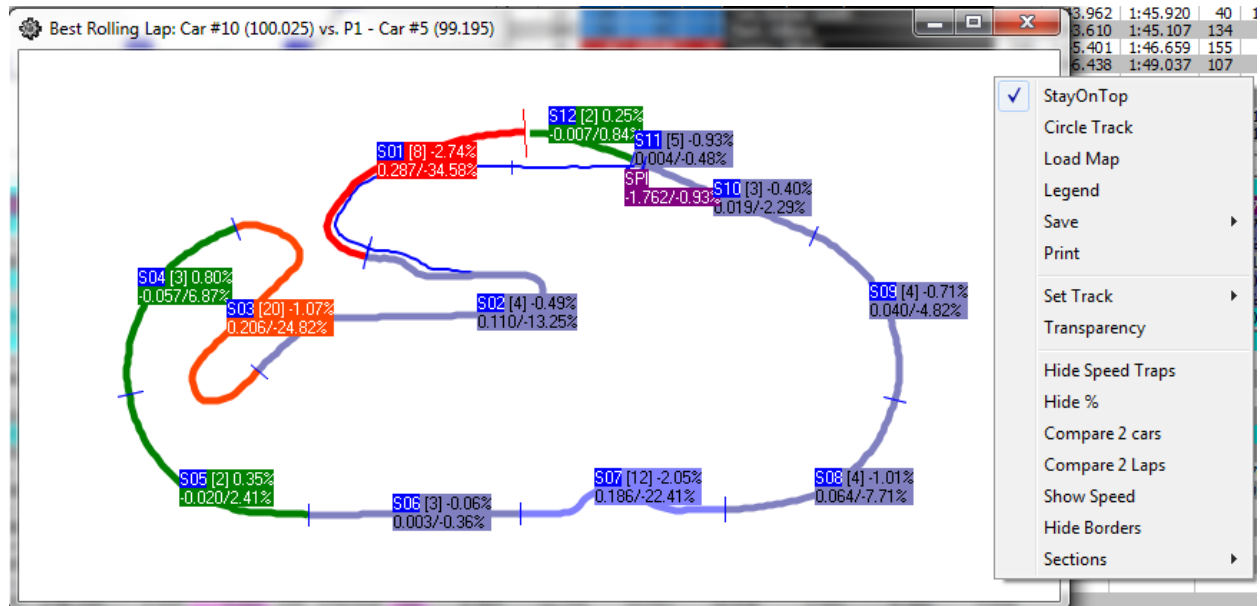 Best Rolling Lap: Car #10 (100.025) vs. P1 - Car #5 (99.195)
3.962 1:45.920 40
3.610 1:45.107 134
5.401 1:46.659 155
6.438 1:49.037 107
S12 [2] 0.25%
-0.007/0.84%
S11 [5] -0.93%
0.004/-0.48%
S01 [8] -2.74%
0.287/-34.58%
SPI
-1.762/-0.93%
S10 [3] -0.40%
0.019/-2.29%
S04 [3] 0.80%
-0.057/6.87%
S03 [20] -1.07%
0.206/-24.82%
S02 [4] -0.49%
0.110/-13.25%
S09 [4] -0.71%
0.040/-4.82%
S05 [2] 0.35%
-0.020/2.41%
S06 [3] -0.06%
0.003/-0.36%
S07 [12] -2.05%
0.186/-22.41%
S08 [4] -1.01%
0.064/-7.71%
StayOnTop
Circle Track
Load Map
Legend
Save
Print
Set Track
Transparency
Hide Speed Traps
Hide %
Compare 2 cars
Compare 2 Laps
Show Speed
Hide Borders
Sections